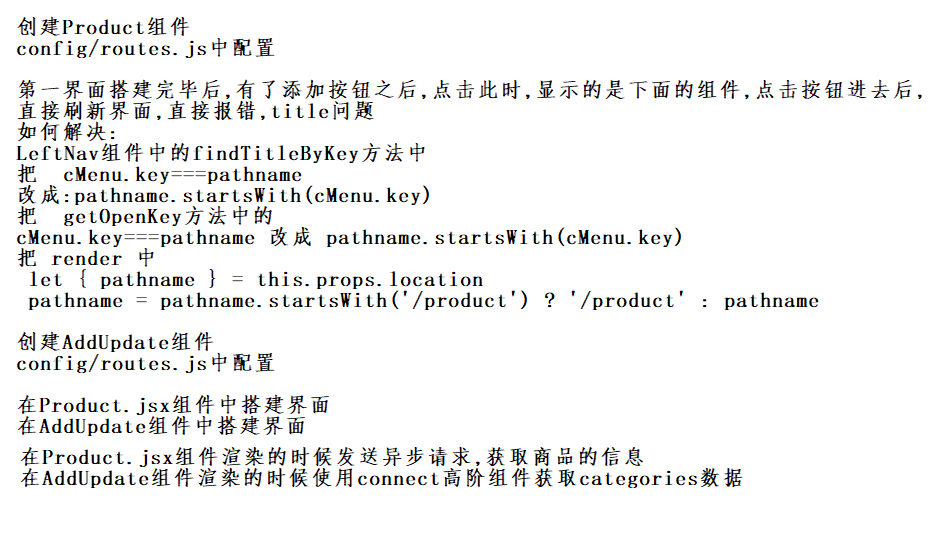 创建Product组件
config/routes.js中配置
第一界面搭建完毕后,有了添加按钮之后,点击此时,显示的是下面的组件,点击按钮进去后,
直接刷新界面,直接报错,title问题
如何解决:
LeftNav组件中的findTitleByKey方法中
把  cMenu.key===pathname
改成:pathname.startsWith(cMenu.key)
把  getOpenKey方法中的
cMenu.key===pathname 改成 pathname.startsWith(cMenu.key)
把 render 中
let { pathname } = this.props.location
pathname = pathname.startsWith('/product') ? '/product' : pathname
创建AddUpdate组件
config/routes.js中配置
在Product.jsx组件中搭建界面
在AddUpdate组件中搭建界面
在Product.jsx组件渲染的时候发送异步请求,获取商品的信息
在AddUpdate组件渲染的时候使用connect高阶组件获取categories数据